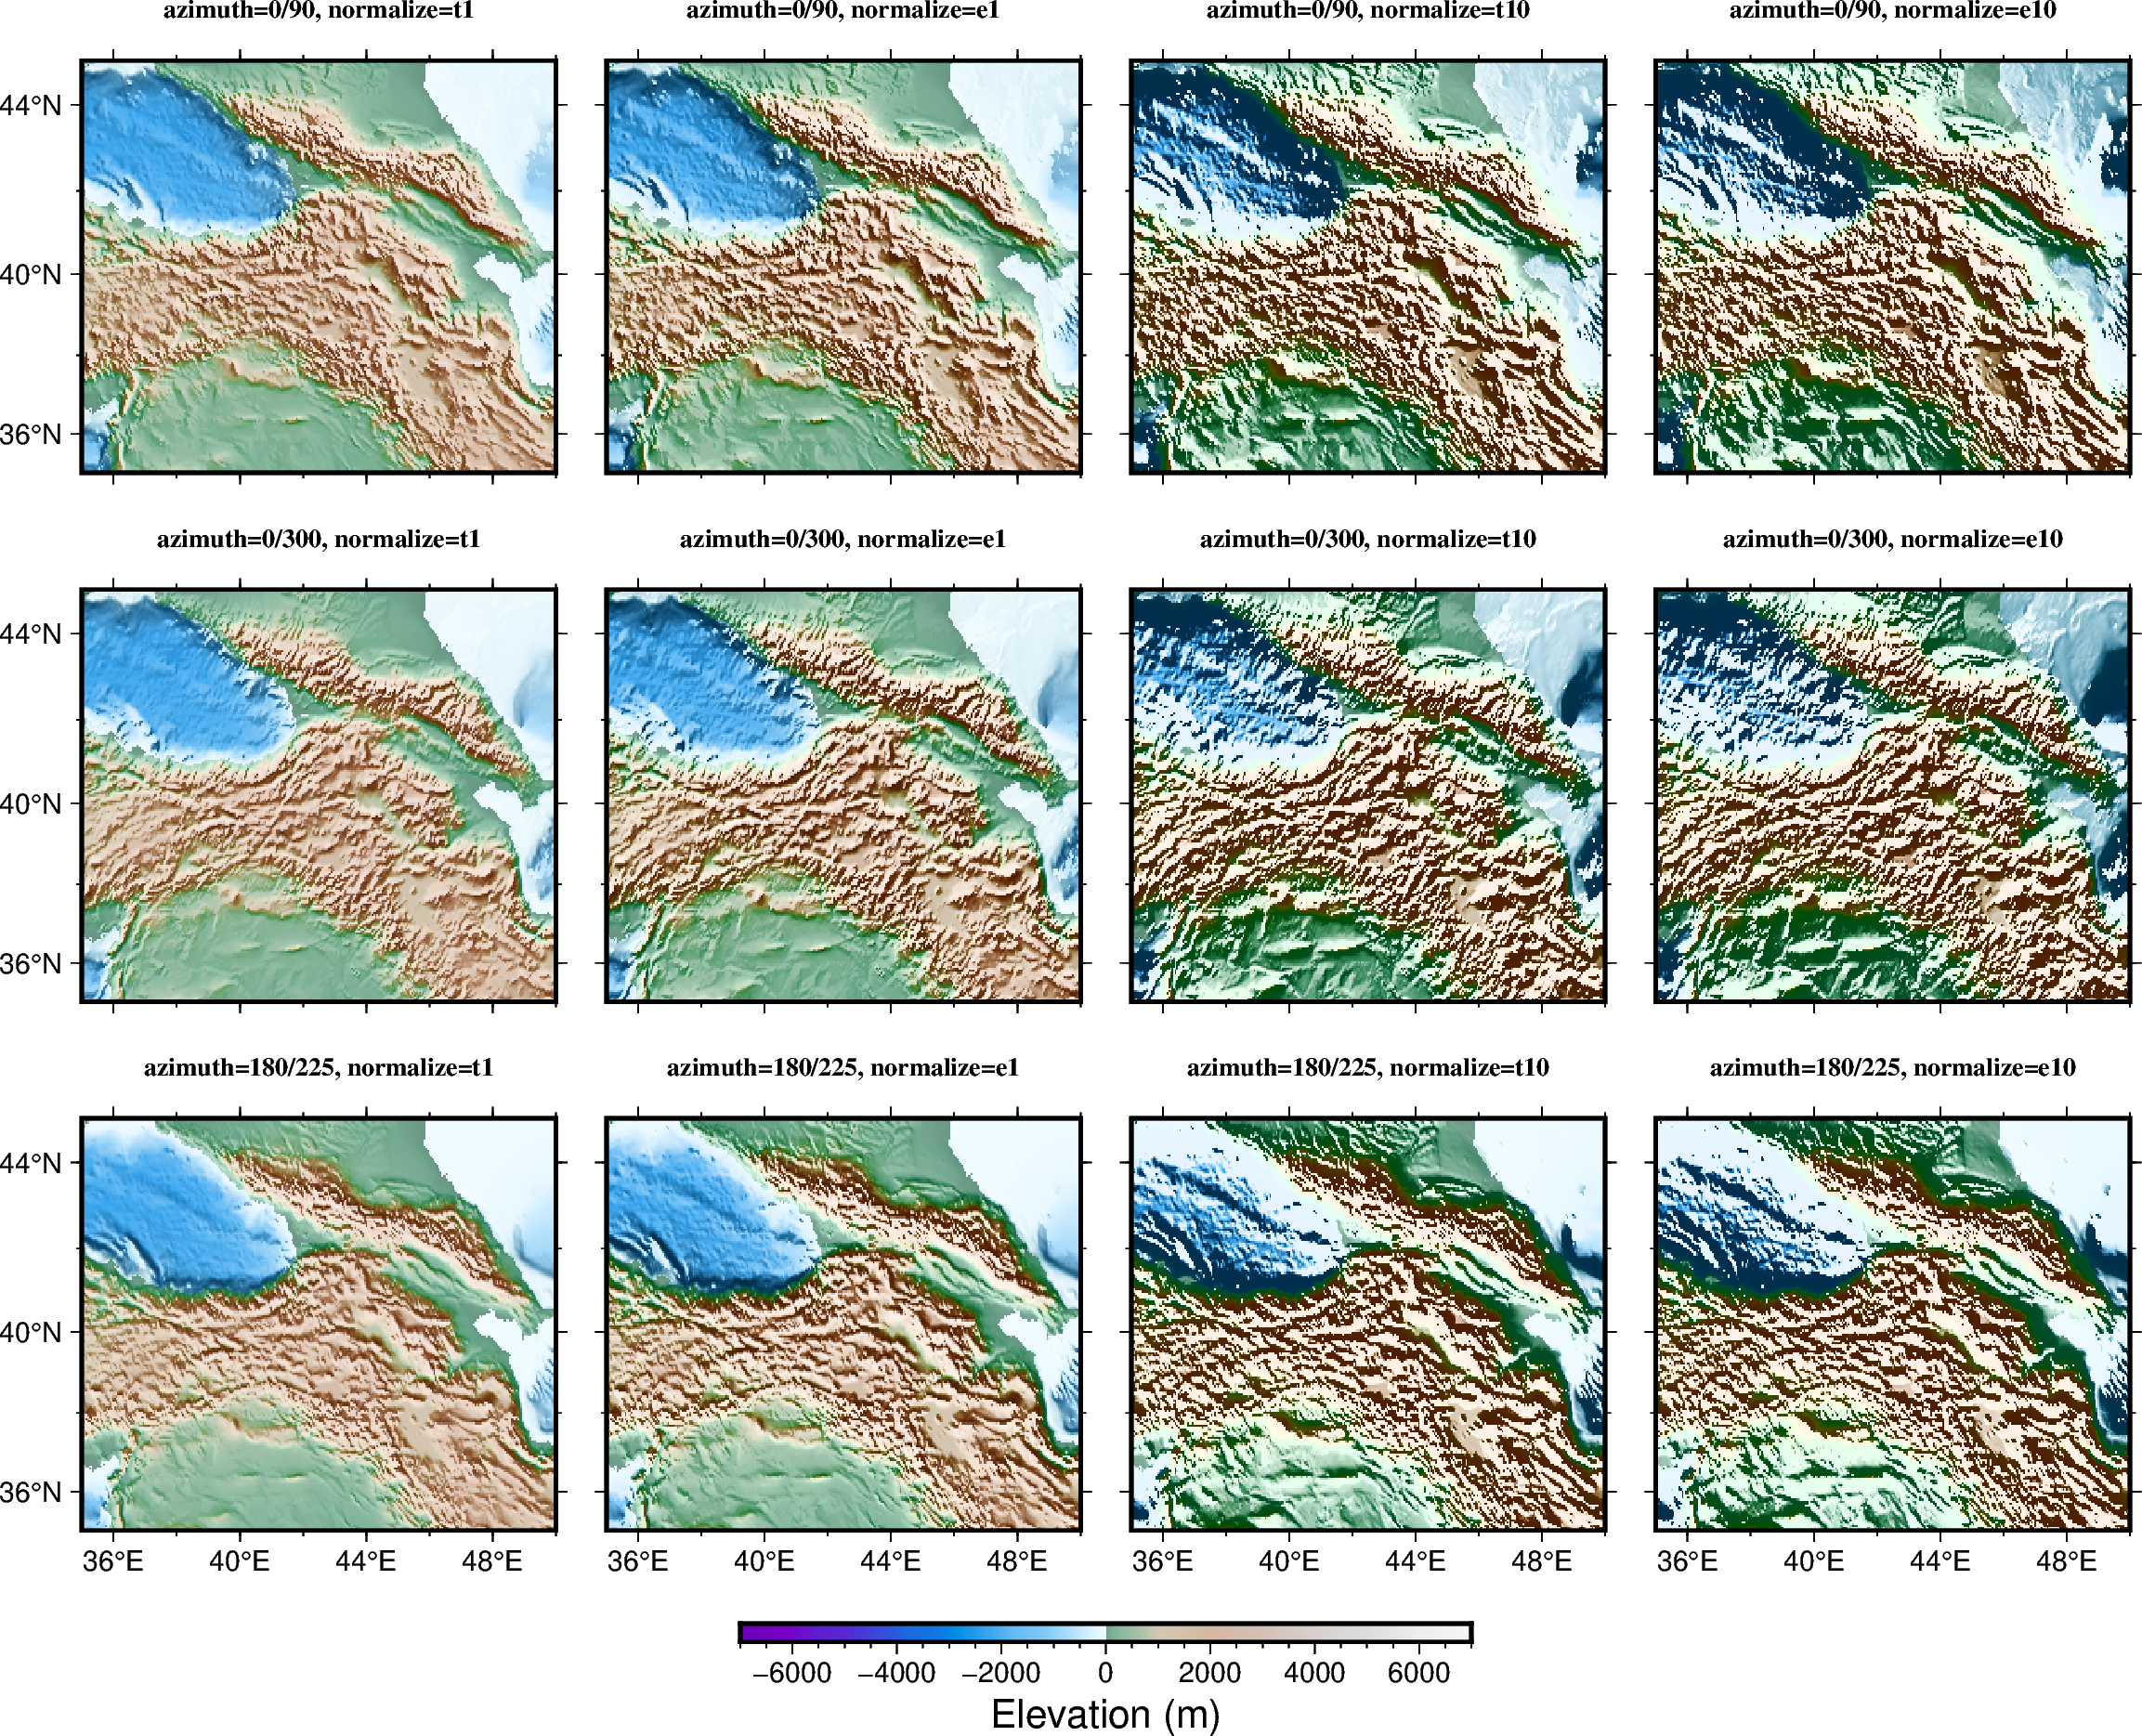 azimuth=0/90, normalize=t1
azimuth=0/90, normalize=e1
azimuth=0/90, normalize=t10
azimuth=0/90, normalize=e10
44°N
40°N
36°N
azimuth=0/300, normalize=t1
azimuth=0/300, normalize=e1
azimuth=0/300, normalize=t10
azimuth=0/300, normalize=e10
44°N
40°N
36°N
azimuth=180/225, normalize=t1
azimuth=180/225, normalize=e1
azimuth=180/225, normalize=t10
azimuth=180/225, normalize=e10
44°N
40°N
36°N
36°E 40°E 44°E 48°E
36°E 40°E 44°E 48°E
36°E 40°E 44°E 48°E
36°E 40°E 44°E 48°E
−6000 −4000 −2000 0 2000 4000 6000
Elevation (m)